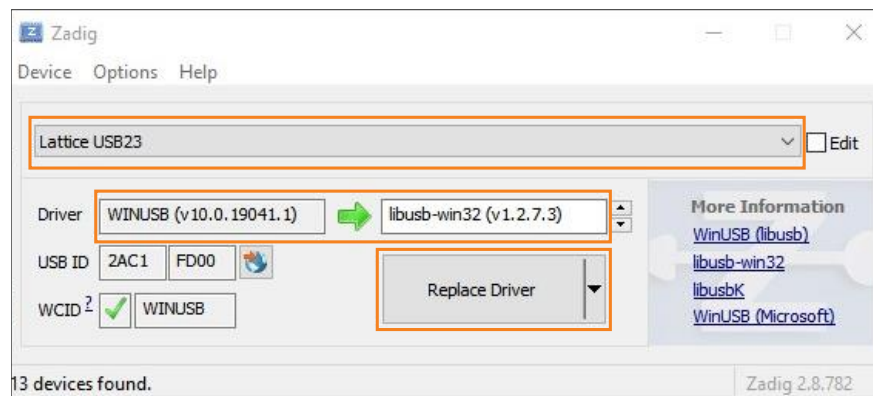 Zadig
Device Options Help
Lattice USB23
Edit
Driver WINUSB (v10.0.19041.1) libusb-win32 (v1.2.7.3)
USB ID 2AC1 FD00
WCID ? WINUSB
Replace Driver
More Information
WinUSB (libusb)
libusb-win32
libusbK
WinUSB (Microsoft)
13 devices found.
Zadig 2.8.782